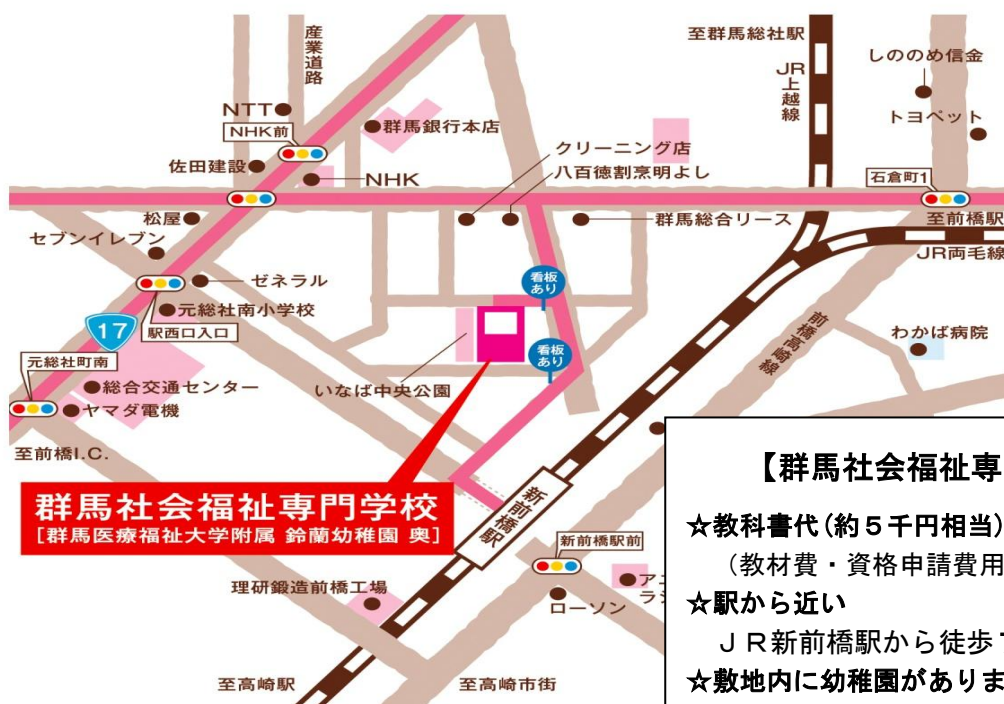 産業道路
至群馬総社駅
JR上越線
しののめ信金
トヨペット
NTT
NHK前
群馬銀行本店
クリーニング店
八百徳割烹明よし
佐田建設
NHK
石倉町1
松屋
群馬総合リース
至前橋駅
セブンイレブン
JR両毛線
ゼネラル
看板あり
元総社南小学校
17
駅西口入口
前橋高崎線
わかば病院
元総社町南
看板あり
総合交通センター
いなば中央公園
ヤマダ電機
至前橋I.C.
群馬社会福祉専門学校
[群馬医療福祉大学附属 鈴蘭幼稚園 奥]
新前橋駅
新前橋駅前
理研鍛造前橋工場
ローソン
至高崎駅
至高崎市街
【群馬社会福祉専
☆教科書代(約5千円相当)
(教材費・資格申請費用
☆駅から近い
JR新前橋駅から徒歩
☆敷地内に幼稚園がありま